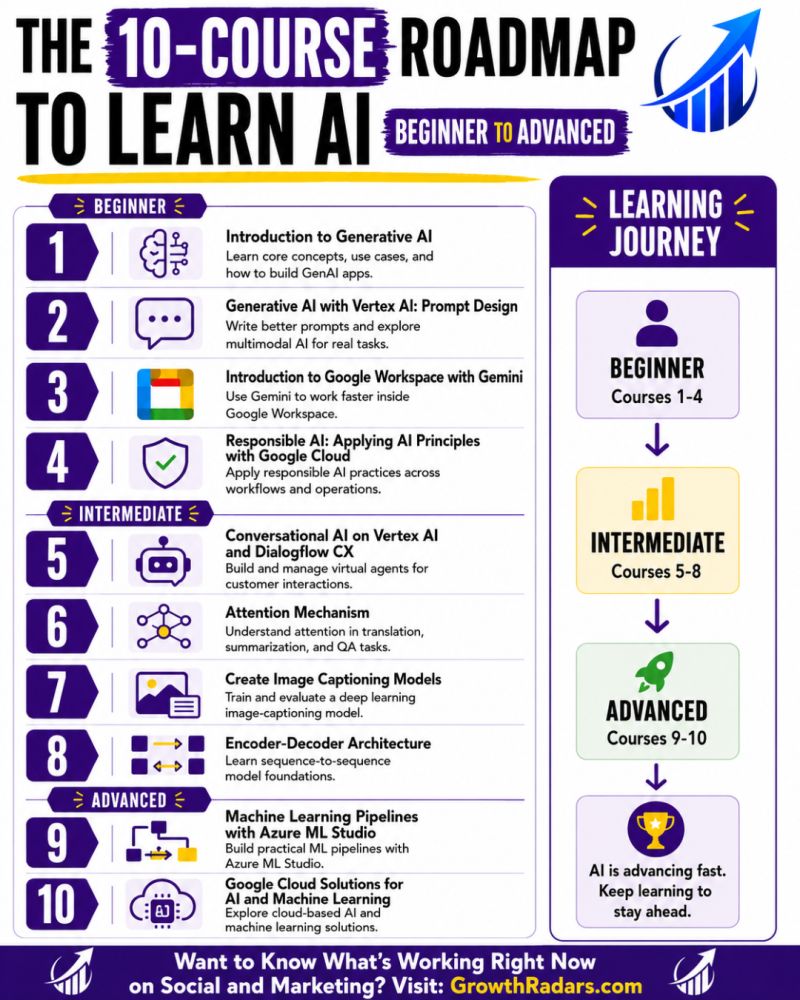 THE 10-COURSE ROADMAP
TO LEARN AI
BEGINNER TO ADVANCED
BEGINNER
1
Introduction to Generative AI
Learn core concepts, use cases, and
how to build GenAI apps.
2
Generative AI with Vertex AI: Prompt Design
Write better prompts and explore
multimodal AI for real tasks.
3
Introduction to Google Workspace with Gemini
Use Gemini to work faster inside
Google Workspace.
4
Responsible AI: Applying AI Principles
with Google Cloud
Apply responsible AI practices across
workflows and operations.
INTERMEDIATE
5
Conversational AI on Vertex AI
and Dialogflow CX
Build and manage virtual agents for
customer interactions.
6
Attention Mechanism
Understand attention in translation,
summarization, and QA tasks.
7
Create Image Captioning Models
Train and evaluate a deep learning
image-captioning model.
8
Encoder-Decoder Architecture
Learn sequence-to-sequence
model foundations.
ADVANCED
9
Machine Learning Pipelines
with Azure ML Studio
Build practical ML pipelines with
Azure ML Studio.
10
AI
Google Cloud Solutions for
AI and Machine Learning
Explore cloud-based AI and
machine learning solutions.
LEARNING
JOURNEY
BEGINNER
Courses 1-4
INTERMEDIATE
Courses 5-8
ADVANCED
Courses 9-10
AI is advancing fast.
Keep learning to
stay ahead.
Want to Know What's Working Right Now
on Social and Marketing? Visit: GrowthRadars.com